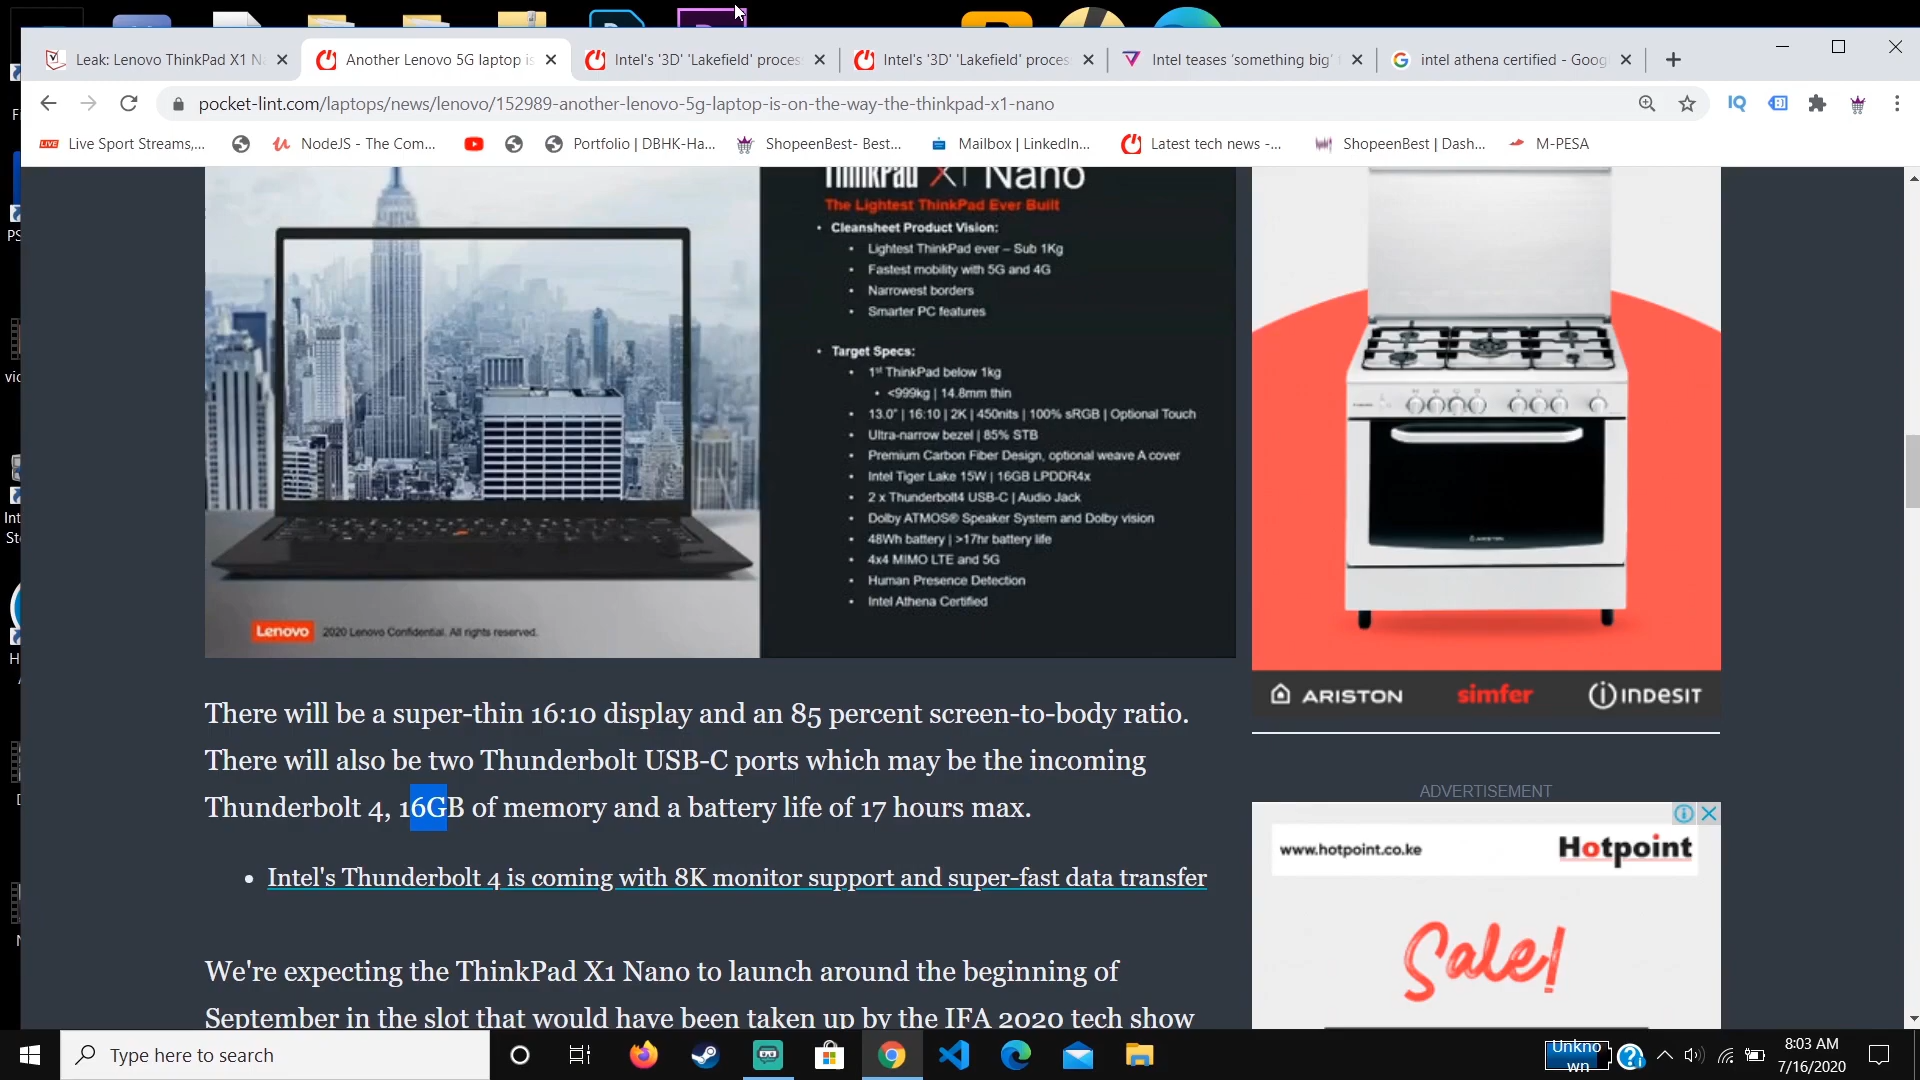 Leak: Lenovo ThinkPad X1 N
Another Lenovo 5G laptop is
Intel's '3D' 'Lakefield' proces
Intel's '3D' 'Lakefield' proces
Intel teases 'something big'
intel athena certified - Goog
pocket-lint.com/laptops/news/lenovo/152989-another-lenovo-5g-laptop-is-on-the-way-the-thinkpad-x1-nano
IQ
LIVE Live Sport Streams,...
NodeJS - The Com...
Portfolio | DBHK-Ha...
ShopeenBest- Best...
Mailbox | LinkedIn...
Latest tech news -...
ShopeenBest | Dash...
M-PESA
ThinkPad X1 Nano
The Lightest ThinkPad Ever Built
• Cleansheet Product Vision:
• Lightest ThinkPad ever – Sub 1Kg
• Fastest mobility with 5G and 4G
• Narrowest borders
• Smarter PC features
• Target Specs:
• 1st ThinkPad below 1kg
• <999kg | 14.8mm thin
• 13.0" | 16:10 | 2K | 450nits | 100% sRGB | Optional Touch
• Ultra-narrow bezel | 85% STB
• Premium Carbon Fiber Design, optional weave A cover
• Intel Tiger Lake 15W | 16GB LPDDR4x
• 2 x Thunderbolt4 USB-C | Audio Jack
• Dolby ATMOS® Speaker System and Dolby vision
• 48Wh battery | >17hr battery life
• 4x4 MIMO LTE and 5G
• Human Presence Detection
• Intel Athena Certified
Lenovo 2020 Lenovo Confidential. All rights reserved.
There will be a super-thin 16:10 display and an 85 percent screen-to-body ratio.
There will also be two Thunderbolt USB-C ports which may be the incoming
Thunderbolt 4, 16GB of memory and a battery life of 17 hours max.
• Intel's Thunderbolt 4 is coming with 8K monitor support and super-fast data transfer
We're expecting the ThinkPad X1 Nano to launch around the beginning of
September in the slot that would have been taken up by the IFA 2020 tech show
ARISTON
ARISTON simfer INDESIT
ADVERTISEMENT
www.hotpoint.co.ke Hotpoint
Sale!
PS
vic
Int
Sto
H
D
Type here to search
Unkno
wn
8:03 AM
7/16/2020